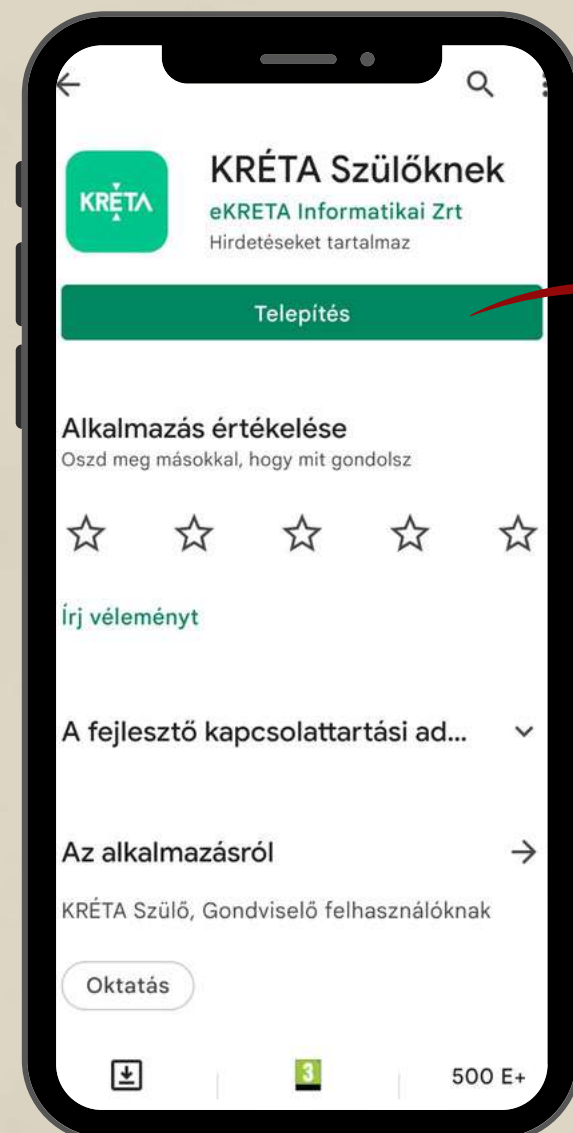 KRÉTA Szülőknek
KRÉTA
eKRETA Informatikai Zrt
Hirdetéseket tartalmaz
Telepítés
Alkalmazás értékelése
Oszd meg másokkal, hogy mit gondolsz
Írj véleményt
A fejlesztő kapcsolattartási ad...
Az alkalmazásról
KRÉTA Szülő, Gondviselő felhasználóknak
Oktatás
3
500 E+